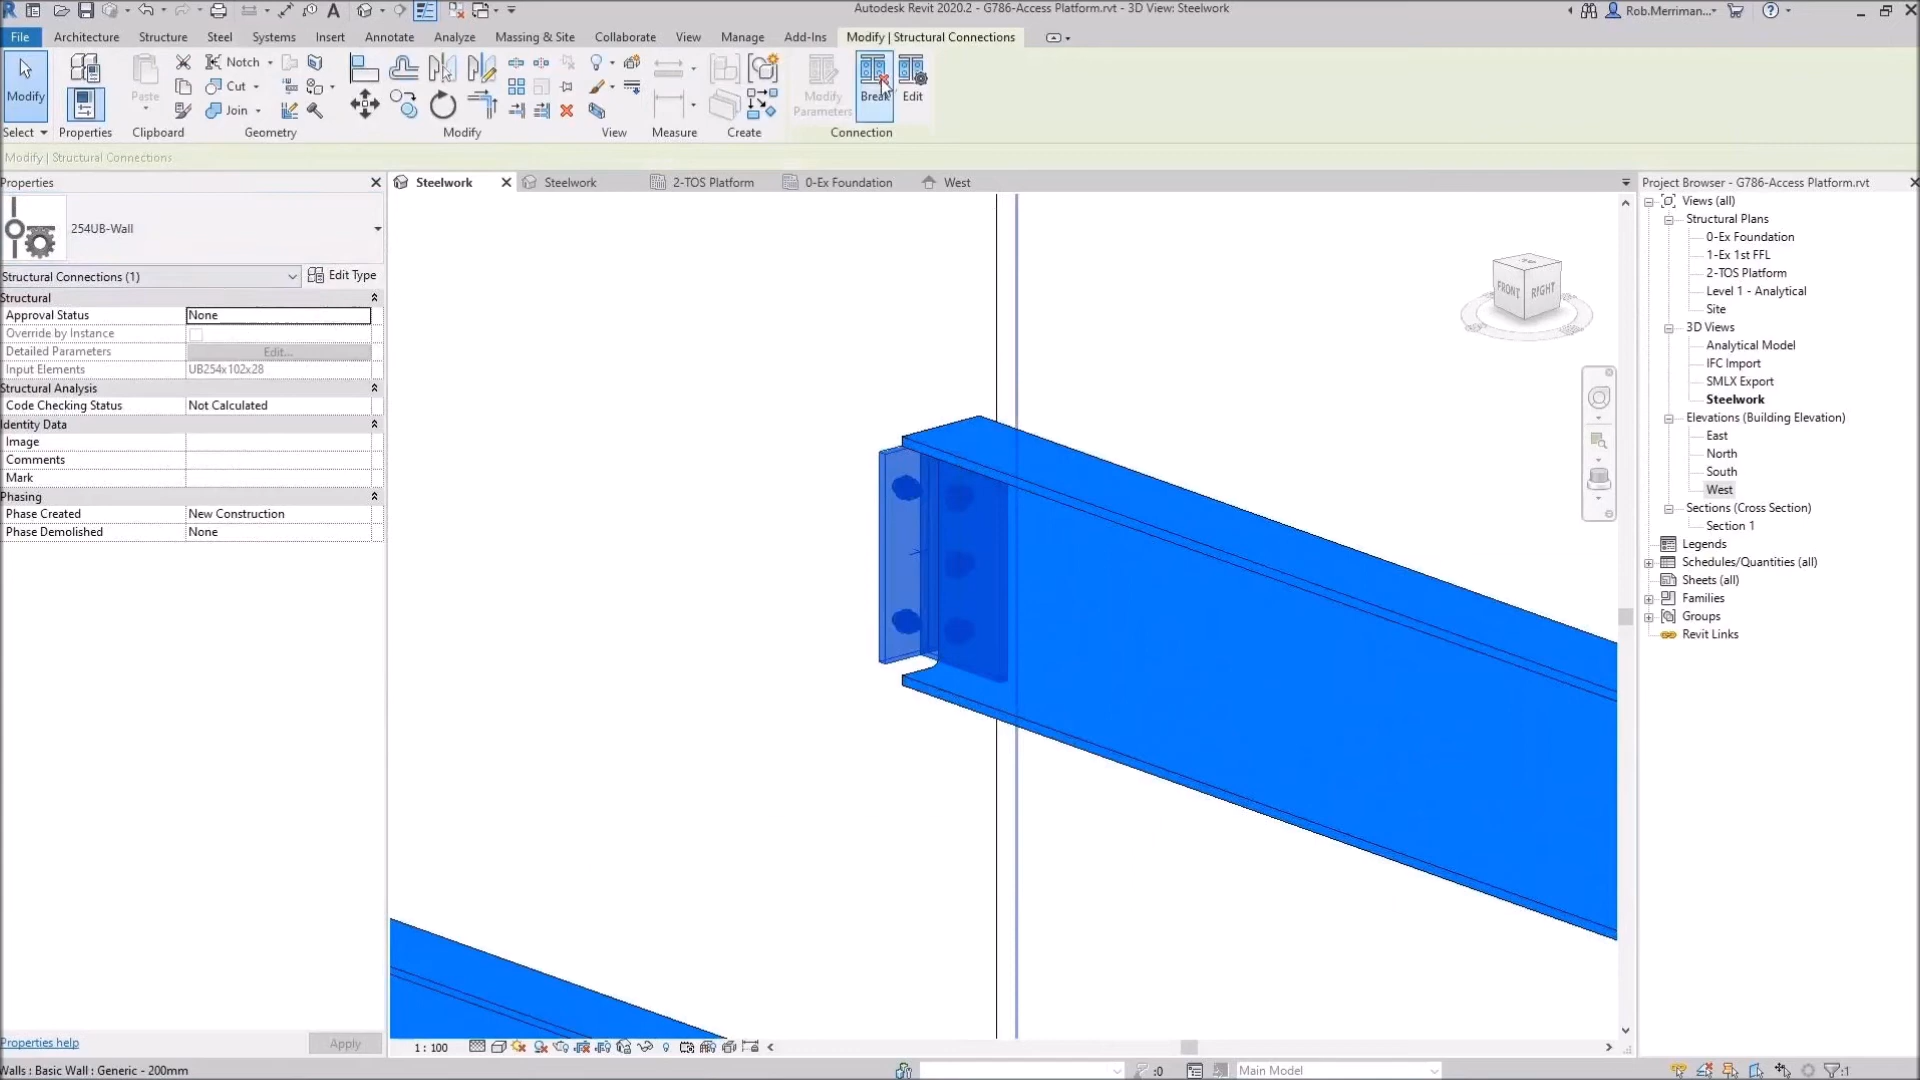 Autodesk Revit 2020.2 - G786-Access Platform.rvt - 3D View: Steelwork
Rob.Merriman...
File Architecture Structure Steel Systems Insert Annotate Analyze Massing & Site Collaborate View Manage Add-Ins Modify | Structural Connections
Modify
Paste
Notch
Cut
Join
Modify Parameters
Break
Edit
Select Properties Clipboard Geometry Modify View Measure Create Connection
Modify | Structural Connections
Properties
Steelwork
Steelwork
2-TOS Platform
0-Ex Foundation
West
Project Browser - G786-Access Platform.rvt
254UB-Wall
Structural Connections (1)
Edit Type
Structural
Approval Status None
Override by Instance
Detailed Parameters Edit...
Input Elements UB254x102x28
Structural Analysis
Code Checking Status Not Calculated
Identity Data
Image
Comments
Mark
Phasing
Phase Created New Construction
Phase Demolished None
Properties help
Apply
FRONT
RIGHT
Views (all)
Structural Plans
0-Ex Foundation
1-Ex 1st FFL
2-TOS Platform
Level 1 - Analytical
Site
3D Views
Analytical Model
IFC Import
SMLX Export
Steelwork
Elevations (Building Elevation)
East
North
South
West
Sections (Cross Section)
Section 1
Legends
Schedules/Quantities (all)
Sheets (all)
Families
Groups
Revit Links
1 : 100
Walls : Basic Wall : Generic - 200mm
:0
Main Model
:1